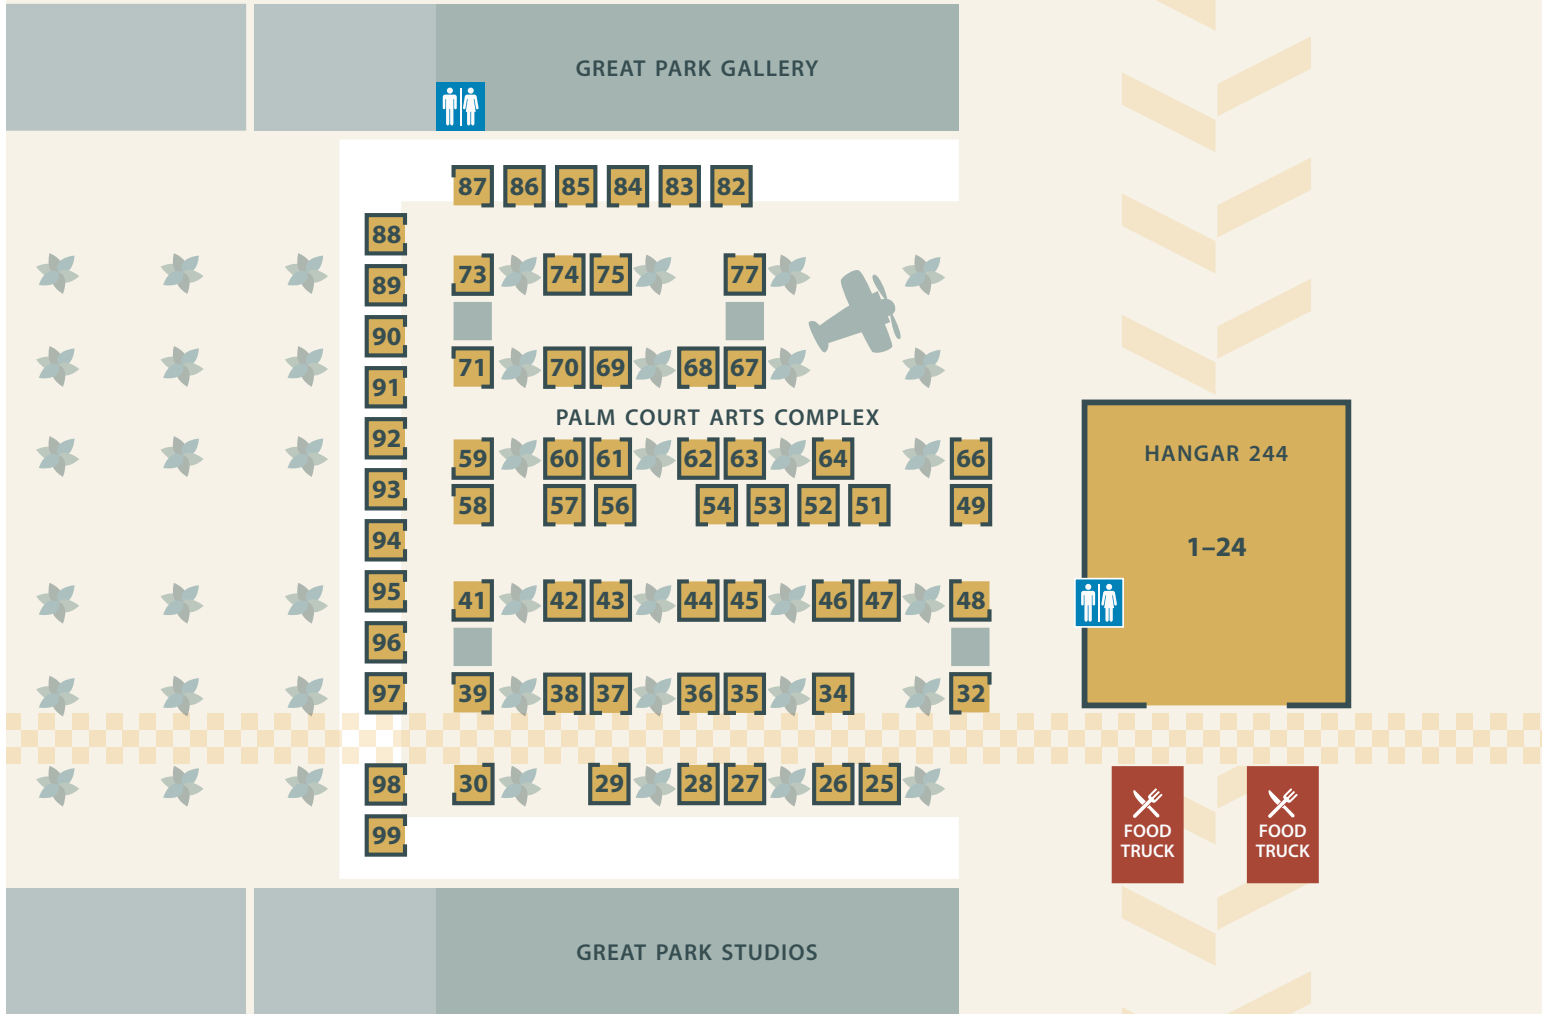 GREAT PARK GALLERY
87 86 85 84 83 82
88
73 74 75 77
89
90
71 70 69 68 67
91
PALM COURT ARTS COMPLEX
92
59 60 61 62 63 64 66
HANGAR 244
93
58 57 56 54 53 52 51 49
94
1–24
95
41 42 43 44 45 46 47 48
96
97
39 38 37 36 35 34 32
98
30 29 28 27 26 25
99
FOOD
TRUCK
FOOD
TRUCK
GREAT PARK STUDIOS